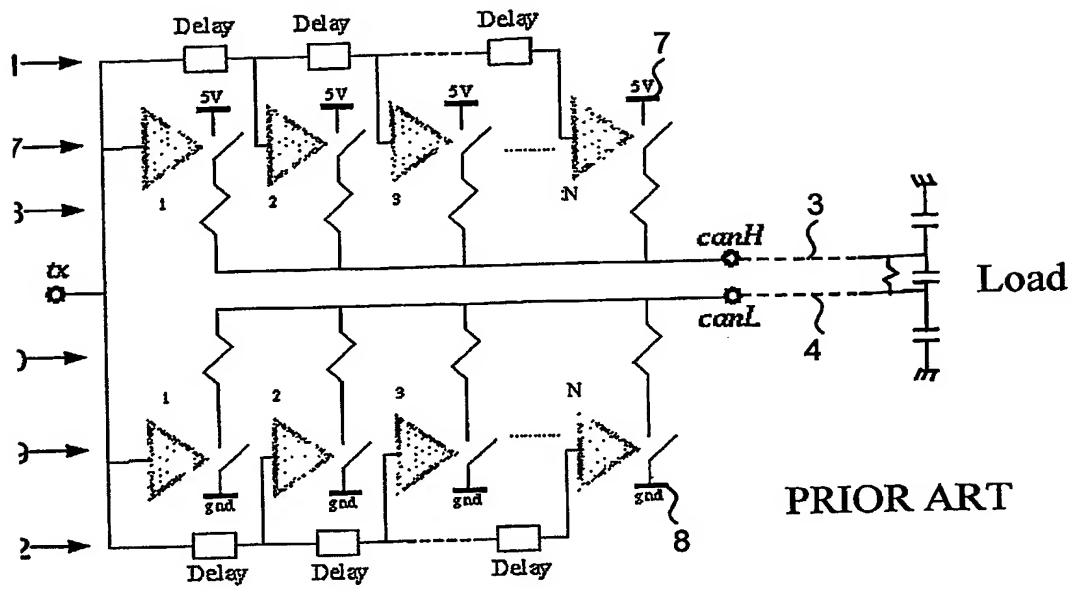 Delay Delay Delay
7
5V 5V 5V 5V
1 2 3 N
canH 3
tx
Load
canL 4
1 2 3 N
gnd gnd gnd gnd
PRIOR ART
8
Delay Delay Delay